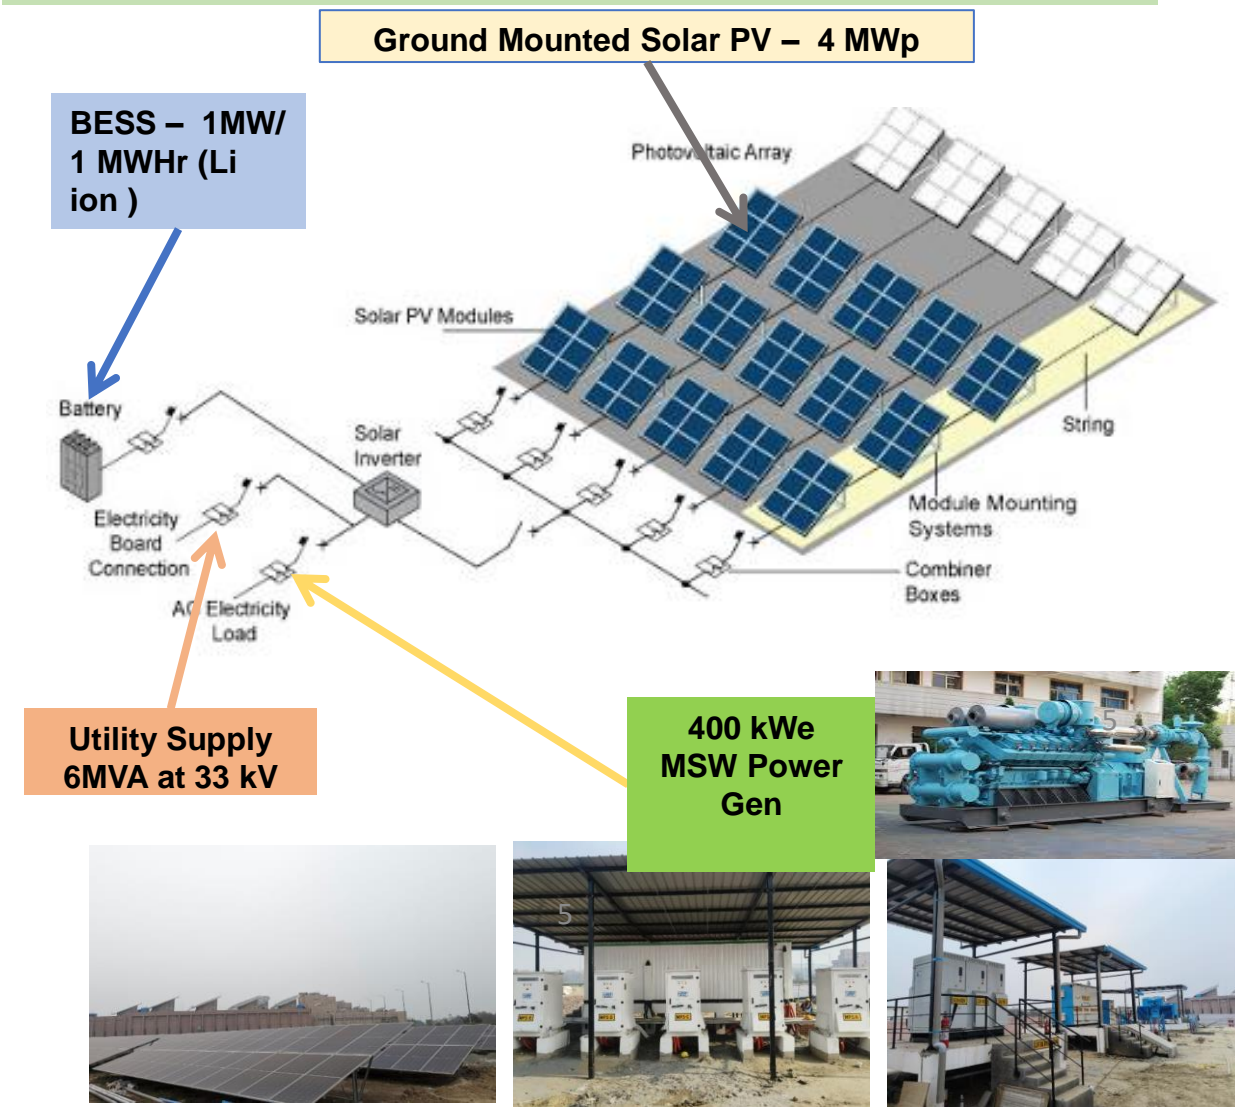 Ground Mounted Solar PV – 4 MWp
BESS – 1MW/
1 MWHr (Li
ion )
Photovoltaic Array
Solar PV Modules
Battery
Solar
Inverter
String
Electricity
Board
Connection
Module Mounting
Systems
Combiner
Boxes
AC Electricity
Load
Utility Supply
6MVA at 33 kV
400 kWe
MSW Power
Gen
5
5